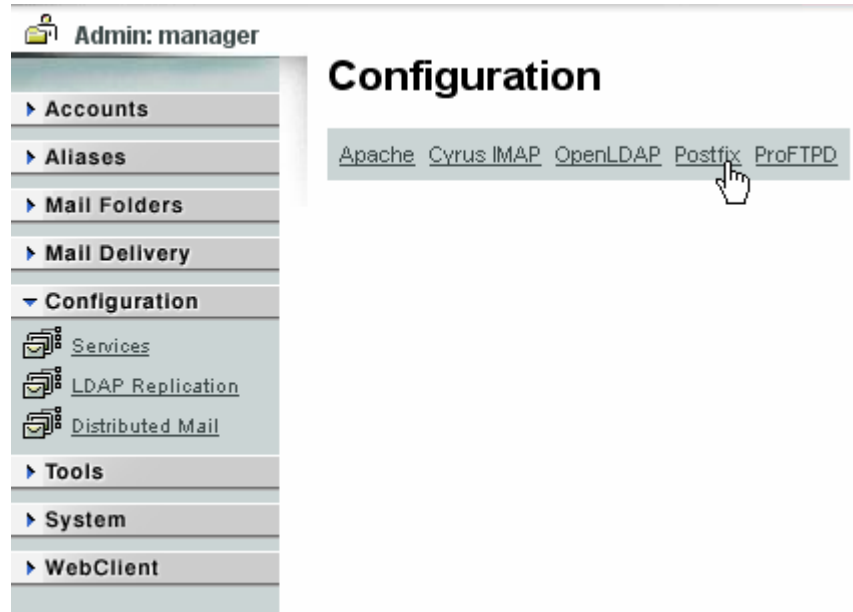 Admin: manager
Configuration
Accounts
Apache Cyrus IMAP OpenLDAP Postfix ProFTPD
Aliases
Mail Folders
Mail Delivery
Configuration
Services
LDAP Replication
Distributed Mail
Tools
System
WebClient